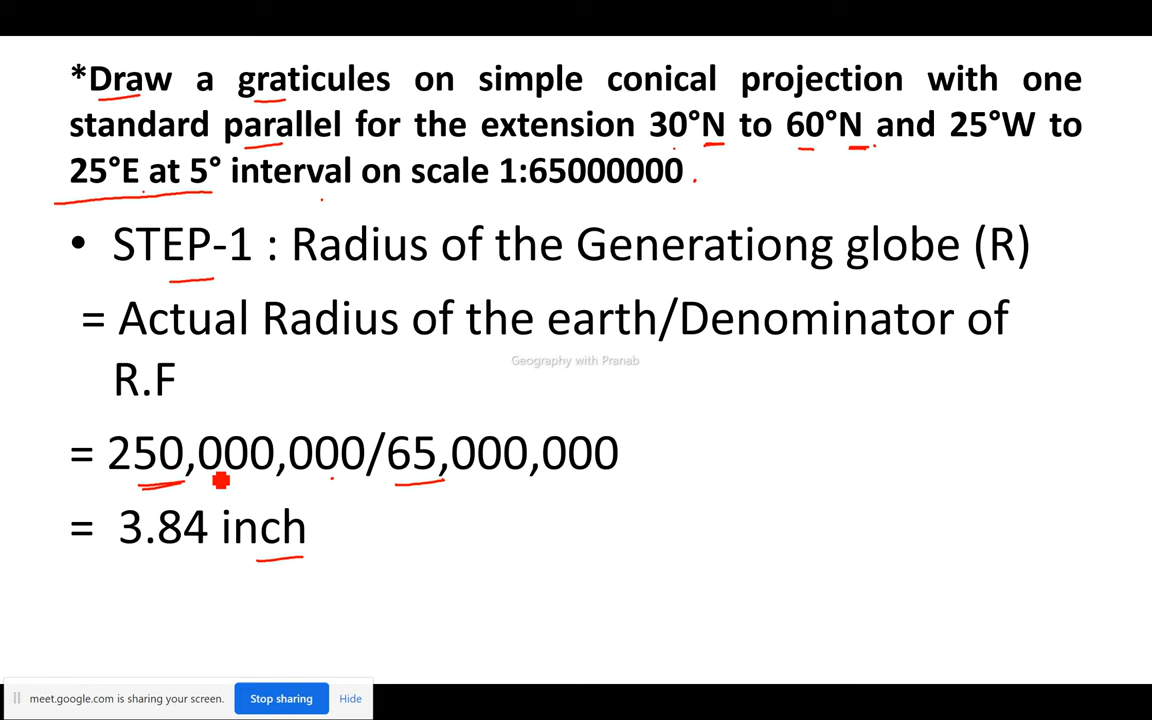 *Draw a graticules on simple conical projection with one
standard parallel for the extension 30°N to 60°N and 25°W to
25°E at 5° interval on scale 1:65000000
• STEP-1 : Radius of the Generationg globe (R)
= Actual Radius of the earth/Denominator of
R.F
Geography with Pranab
= 250,000,000/65,000,000
= 3.84 inch
meet.google.com is sharing your screen. Stop sharing Hide